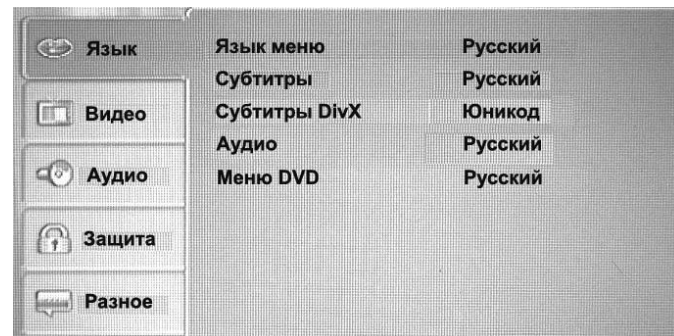 Язык
Видео
Аудио
Защита
Разное
Язык меню Русский
Субтитры Русский
Субтитры DivX Юникод
Аудио Русский
Меню DVD Русский